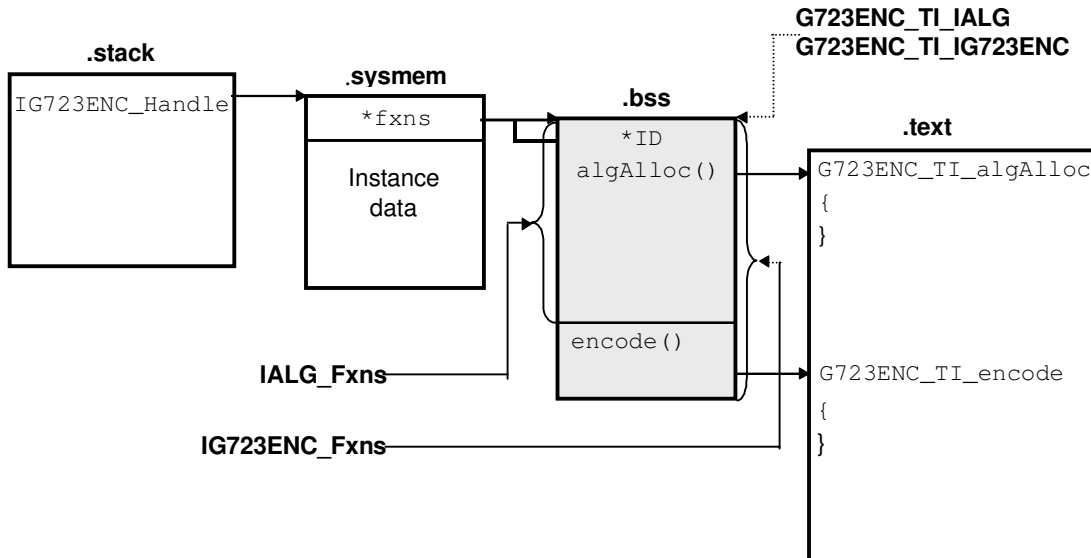 G723ENC_TI_IALG
G723ENC_TI_IG723ENC
.stack
.sysmem
.bss
.text
IG723ENC_Handle
*fxns
Instance
data
*ID
algAlloc()
encode()
G723ENC_TI_algAlloc
{
}
G723ENC_TI_encode
{
}
IALG_Fxns
IG723ENC_Fxns